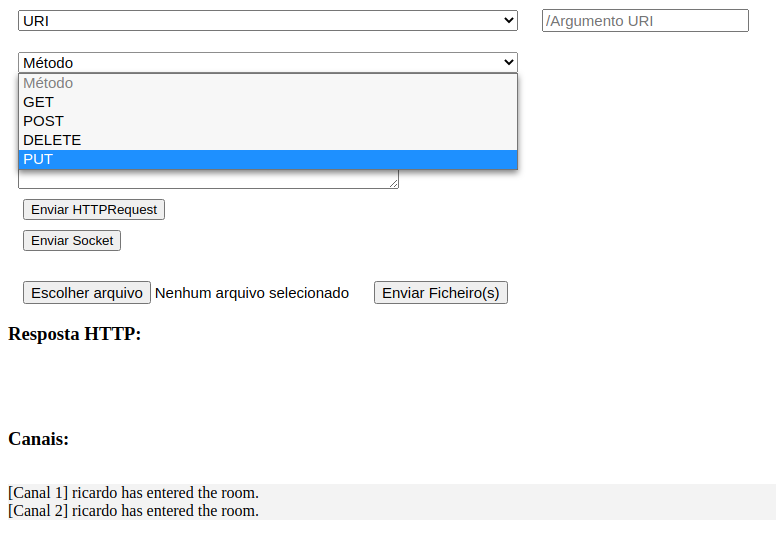 URI /Argumento URI
Método
Método
GET
POST
DELETE
PUT
Enviar HTTPRequest
Enviar Socket
Escolher arquivo Nenhum arquivo selecionado Enviar Ficheiro(s)
Resposta HTTP:
Canais:
[Canal 1] ricardo has entered the room.
[Canal 2] ricardo has entered the room.